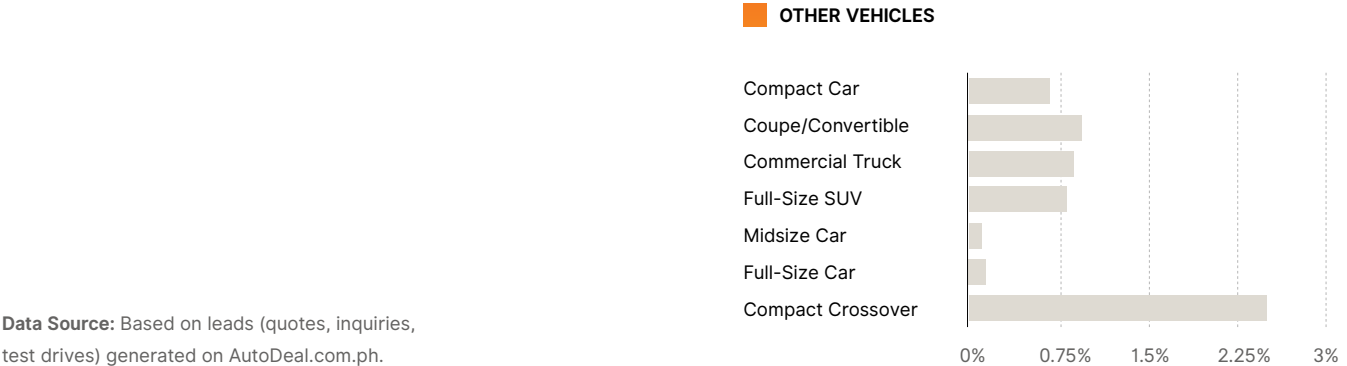 OTHER VEHICLES
Compact Car
Coupe/Convertible
Commercial Truck
Full-Size SUV
Midsize Car
Full-Size Car
Compact Crossover
0% 0.75% 1.5% 2.25% 3%
Data Source: Based on leads (quotes, inquiries,
test drives) generated on AutoDeal.com.ph.